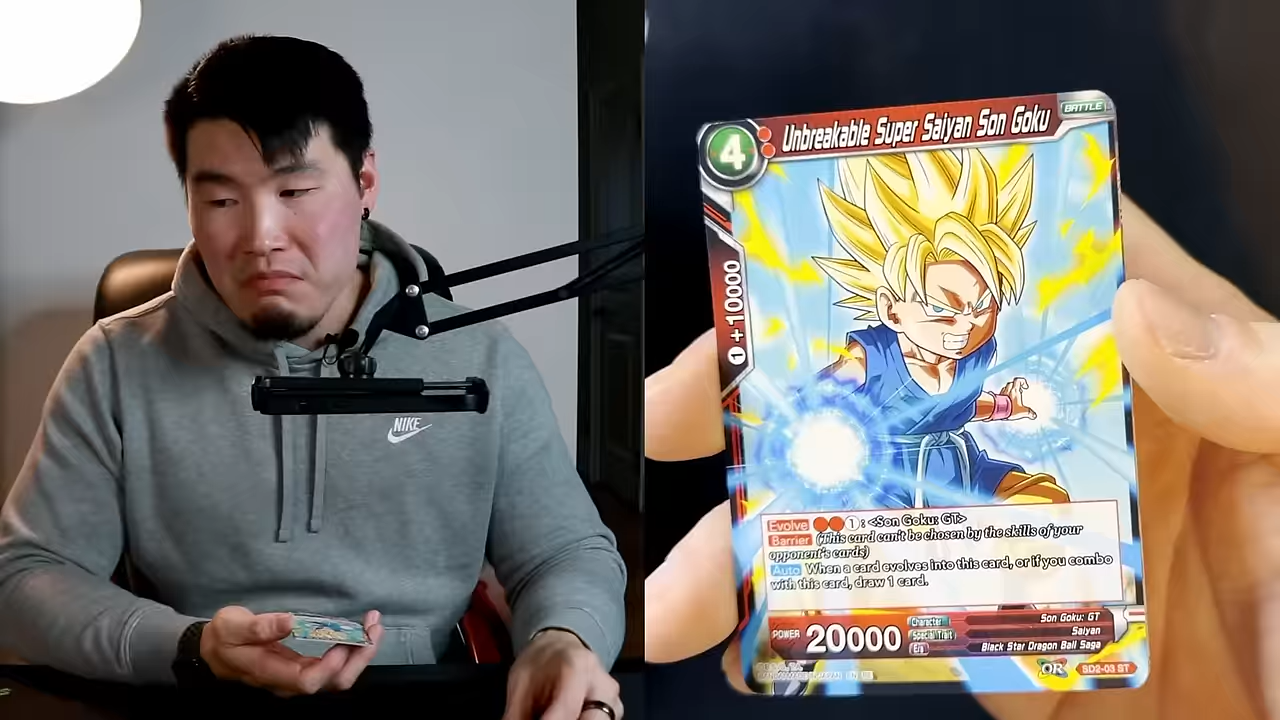 NIKE
BATTLE
4
Unbreakable Super Saiyan Son Goku
1 +10000
Evolve 1: <Son Goku: GT>
Barrier (This card can't be chosen by the skills of your
opponent's cards)
Auto When a card evolves into this card, or if you combo
with this card, draw 1 card.
POWER 20000
Character Son Goku: GT
Special Trait Saiyan
Era Black Star Dragon Ball Saga
SD2-03 ST